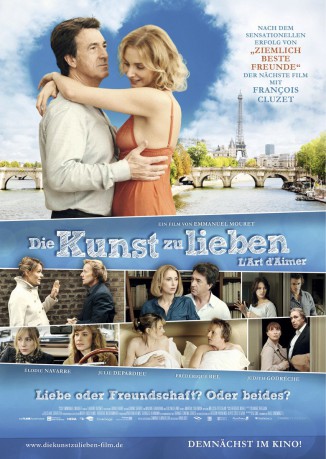 NACH DEM
SENSATIONELLEN
ERFOLG VON
„ZIEMLICH
BESTE
FREUNDE“
DER NÄCHSTE FILM
MIT
FRANÇOIS
CLUZET
EIN FILM VON EMMANUEL MOURET
Die Kunst zu lieben
L'Art d'Aimer
ELODIE NAVARRE
JULIE DEPARDIEU
FRÉDÉRIQUE BEL
JUDITH GODRÈCHE
Liebe oder Freundschaft? Oder beides?
www.diekunstzulieben-film.de
DEMNÄCHST IM KINO!